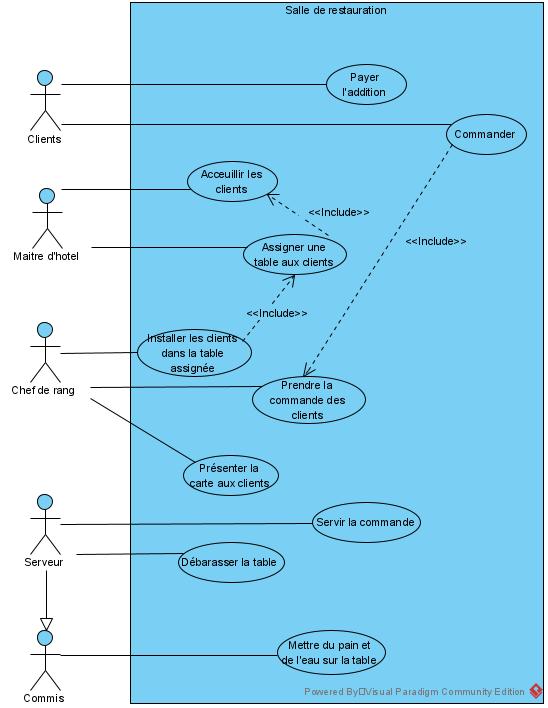 Salle de restauration
Payer
l'addition
Clients
Commander
Acceuillir les
clients
<<Include>>
Maitre d'hotel
Assigner une
table aux clients
<<Include>>
<<Include>>
Installer les clients
dans la table
assignée
Chef de rang
Prendre la
commande des
clients
Présenter la
carte aux clients
Servir la commande
Serveur
Débarasser la table
Mettre du pain et
de l'eau sur la table
Commis
Powered By Visual Paradigm Community Edition